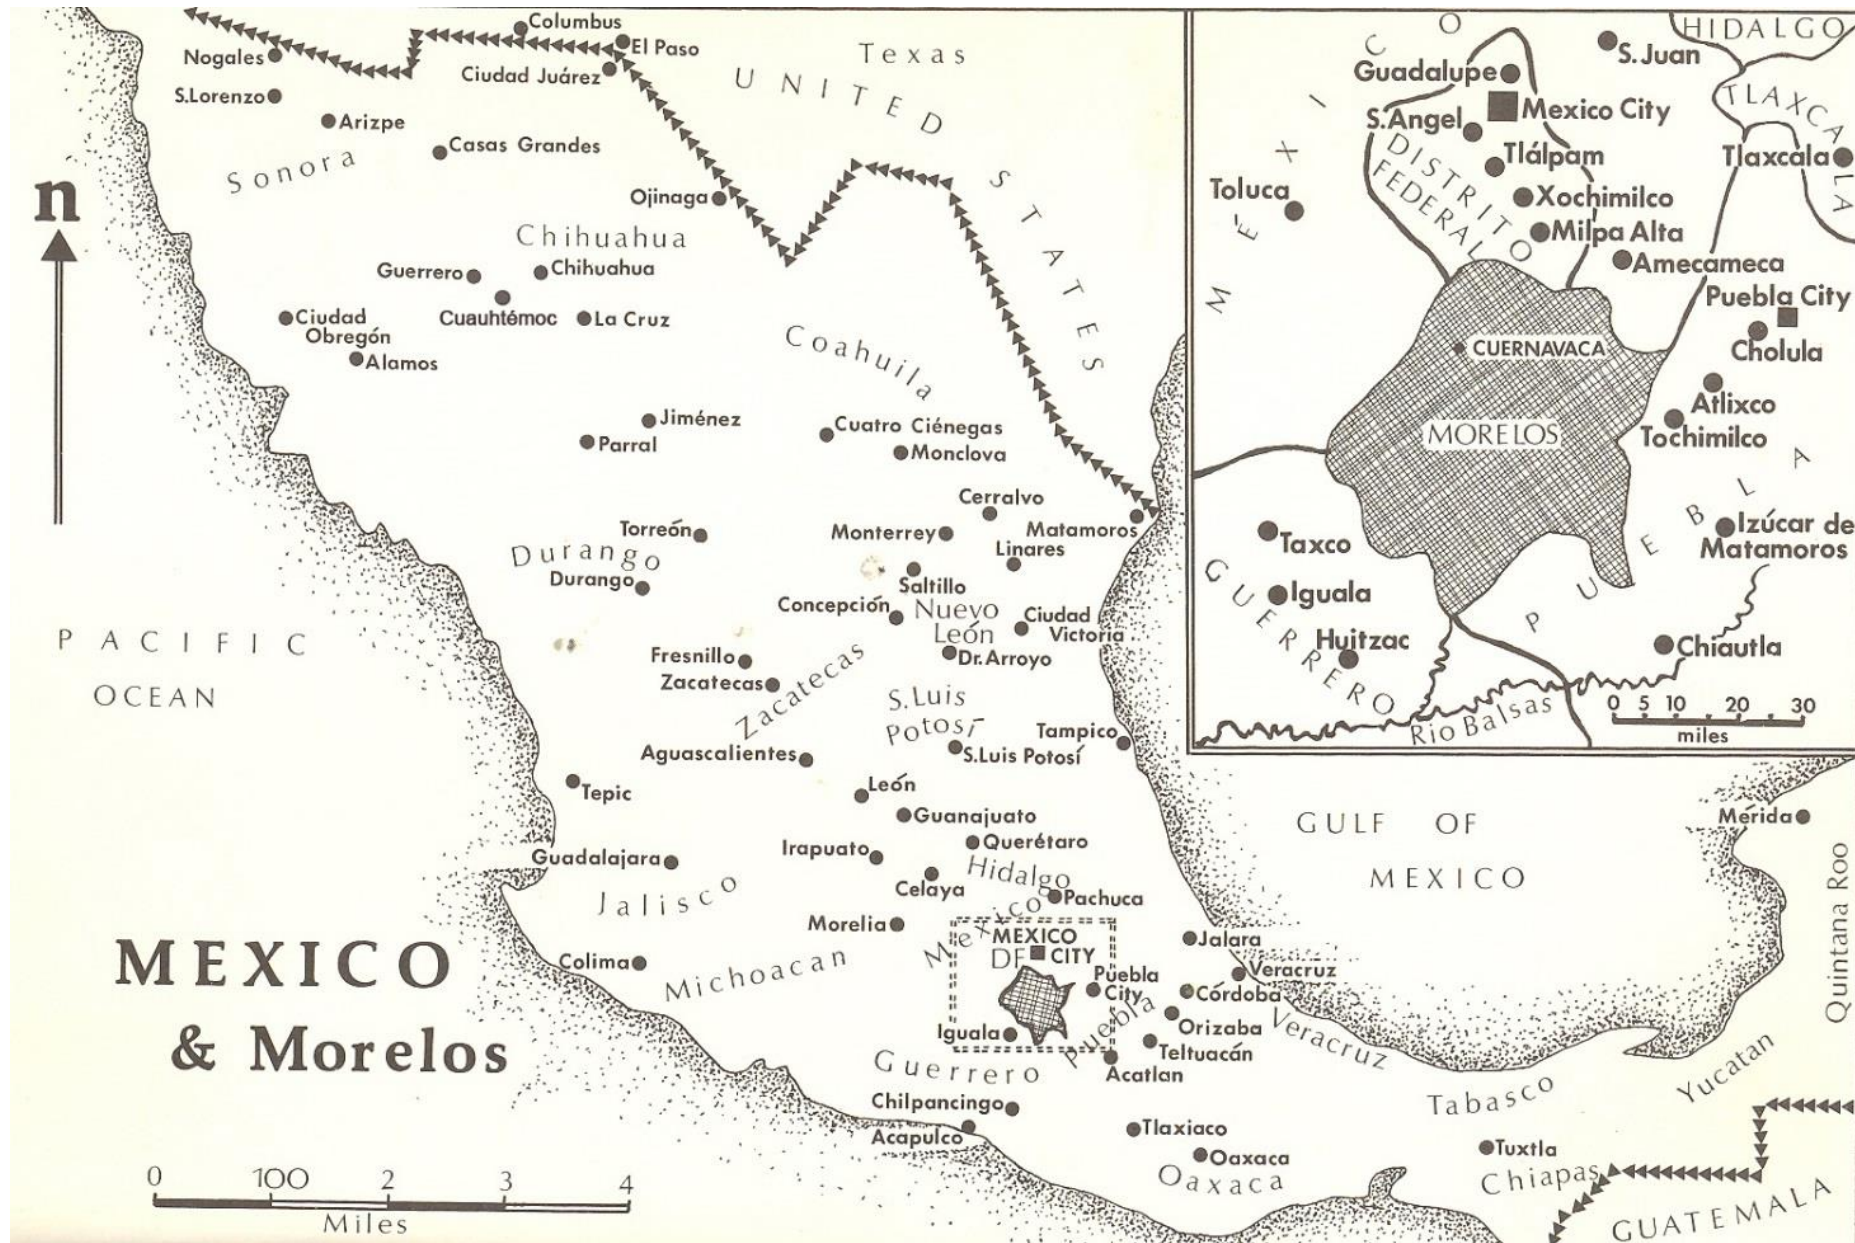 Columbus
El Paso
Nogales
Ciudad Juárez
Texas
UNITED STATES
S.Lorenzo
Arizpe
Casas Grandes
Sonora
n
Ojinaga
Chihuahua
Guerrero
Chihuahua
Cuauhtémoc
La Cruz
Ciudad
Obregón
Alamos
Coahuila
Jiménez
Parral
Cuatro Ciénegas
Monclova
Cerralvo
Torreón
Monterrey
Matamoros
Linares
Durango
Durango
Saltillo
Concepción
Nuevo
León
Ciudad
Victoria
Dr.Arroyo
PACIFIC
OCEAN
Fresnillo
Zacatecas
Zacatecas
S.Luis
Potosí
Tampico
Aguascalientes
S.Luis Potosí
Tepic
León
Guanajuato
Irapuato
Querétaro
Guadalajara
Celaya
Hidalgo
Jalisco
Pachuca
Mexico
Morelia
MEXICO
DF
CITY
Jalara
Colima
Michoacan
Puebla
City
Veracruz
Córdoba
Puebla
Orizaba
Veracruz
Iguala
Teltuacán
Guerrero
Acatlan
Chilpancingo
Acapulco
Tlaxiaco
Oaxaca
Oaxaca
Tabasco
Yucatan
Tuxtla
Chiapas
GUATEMALA
Quintana Roo
Mérida
GULF OF
MEXICO
MEXICO
& Morelos
0 100 2 3 4
Miles
HIDALGO
MÉXICO
S.Juan
Guadalupe
TLAXCALA
Mexico City
S.Angel
DISTRITO
FEDERAL
Tlálpam
Tlaxcala
Toluca
Xochimilco
Milpa Alta
Amecameca
Puebla City
CUERNAVACA
Cholula
Atlixco
MORELOS
Tochimilco
PUEBLA
Izúcar de
Matamoros
Taxco
GUERRERO
Iguala
Huitzac
Chiautla
Rio Balsas
0 5 10 20 30
miles